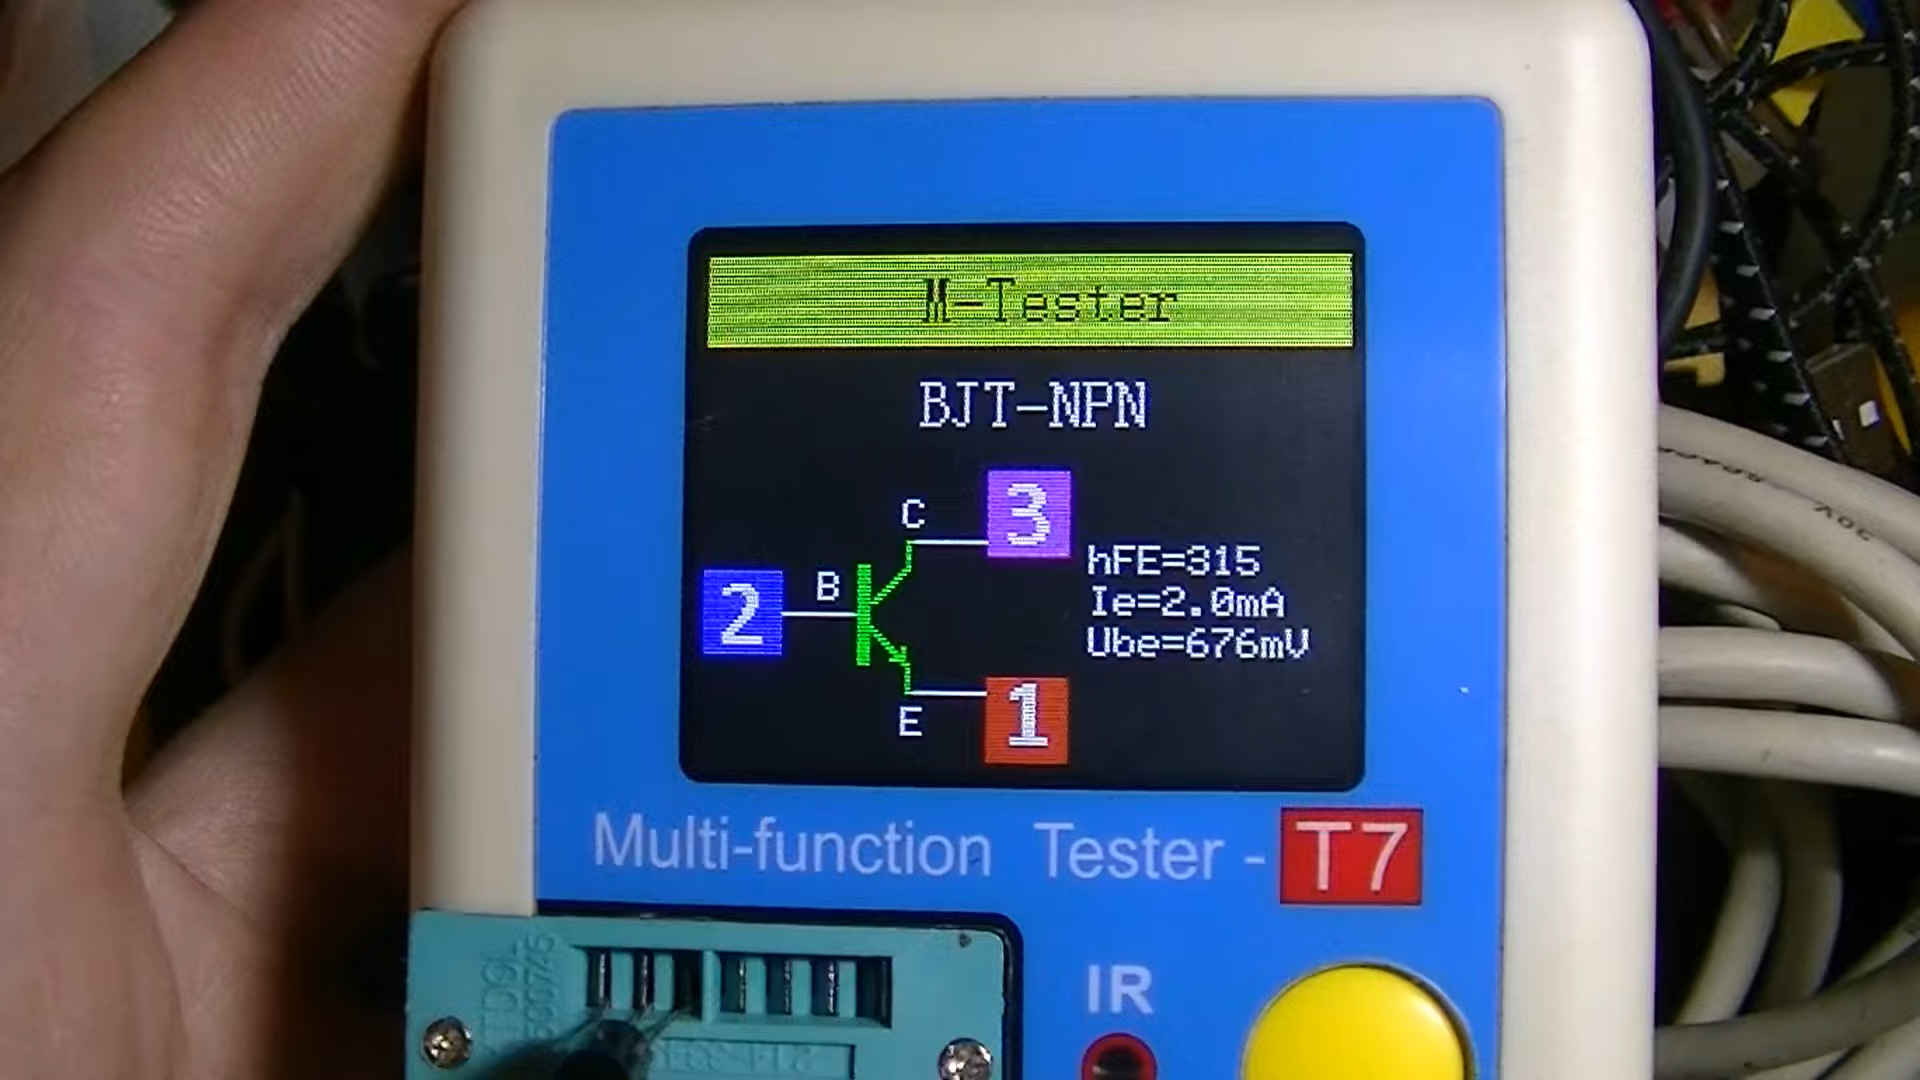 M-Tester
BJT-NPN
C
3
B
2
hFE=315
Ie=2.0mA
Ube=676mV
E
1
Multi-function Tester - T7
IR